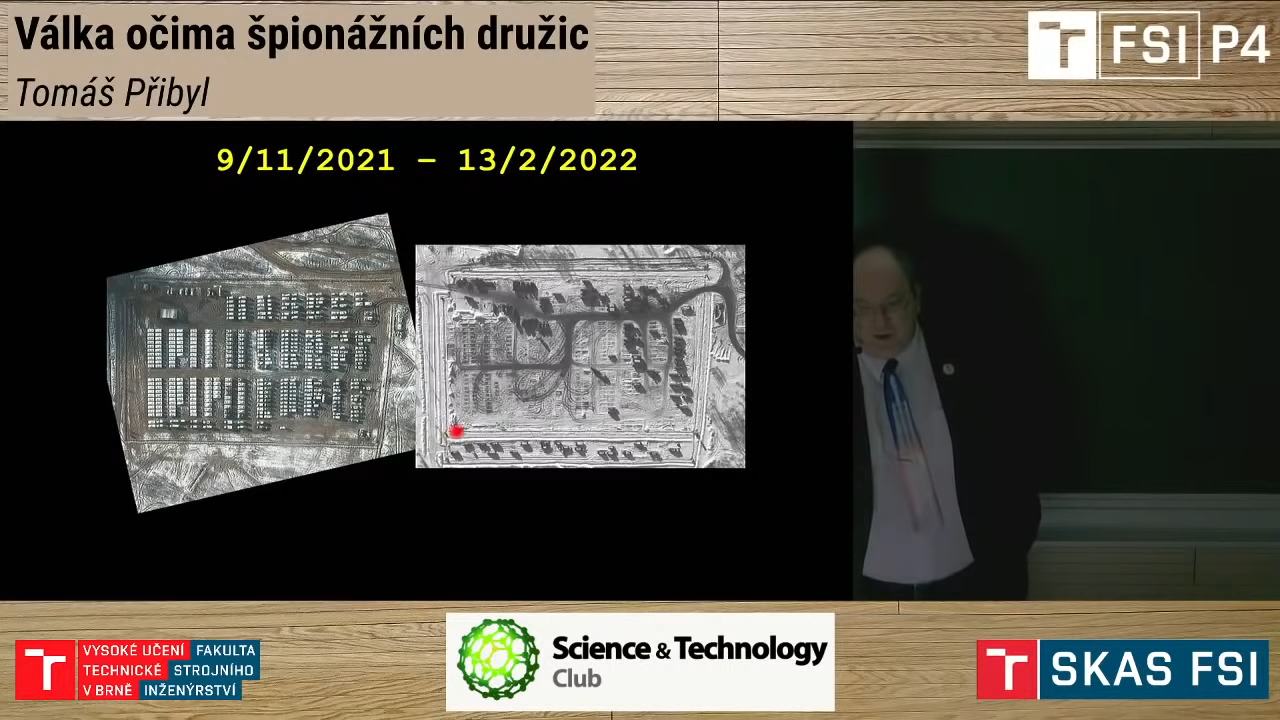 Válka očima špionážních družic
Tomáš Přibyl
FSI P4
9/11/2021 – 13/2/2022
VYSOKÉ UČENÍ FAKULTA
TECHNICKÉ STROJNÍHO
V BRNĚ INŽENÝRSTVÍ
Science & Technology
Club
SKAS FSI